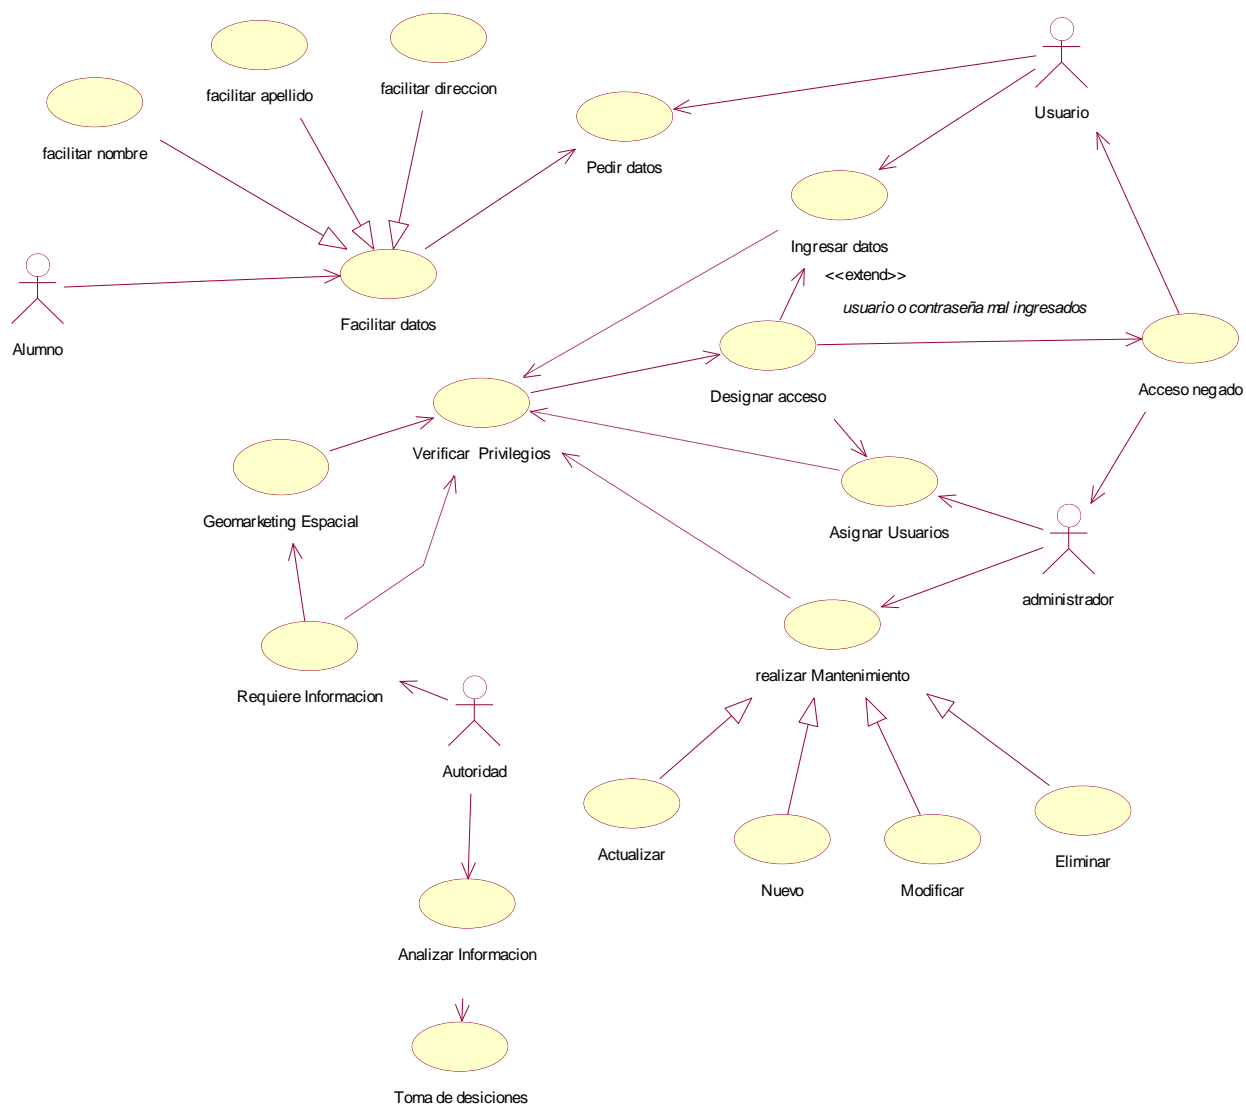 facilitar nombre
facilitar apellido
facilitar direccion
Pedir datos
Usuario
Ingresar datos
<<extend>>
usuario o contraseña mal ingresados
Alumno
Facilitar datos
Designar acceso
Acceso negado
Verificar Privilegios
Geomarketing Espacial
Asignar Usuarios
administrador
Requiere Informacion
realizar Mantenimiento
Autoridad
Actualizar
Nuevo
Modificar
Eliminar
Analizar Informacion
Toma de desiciones